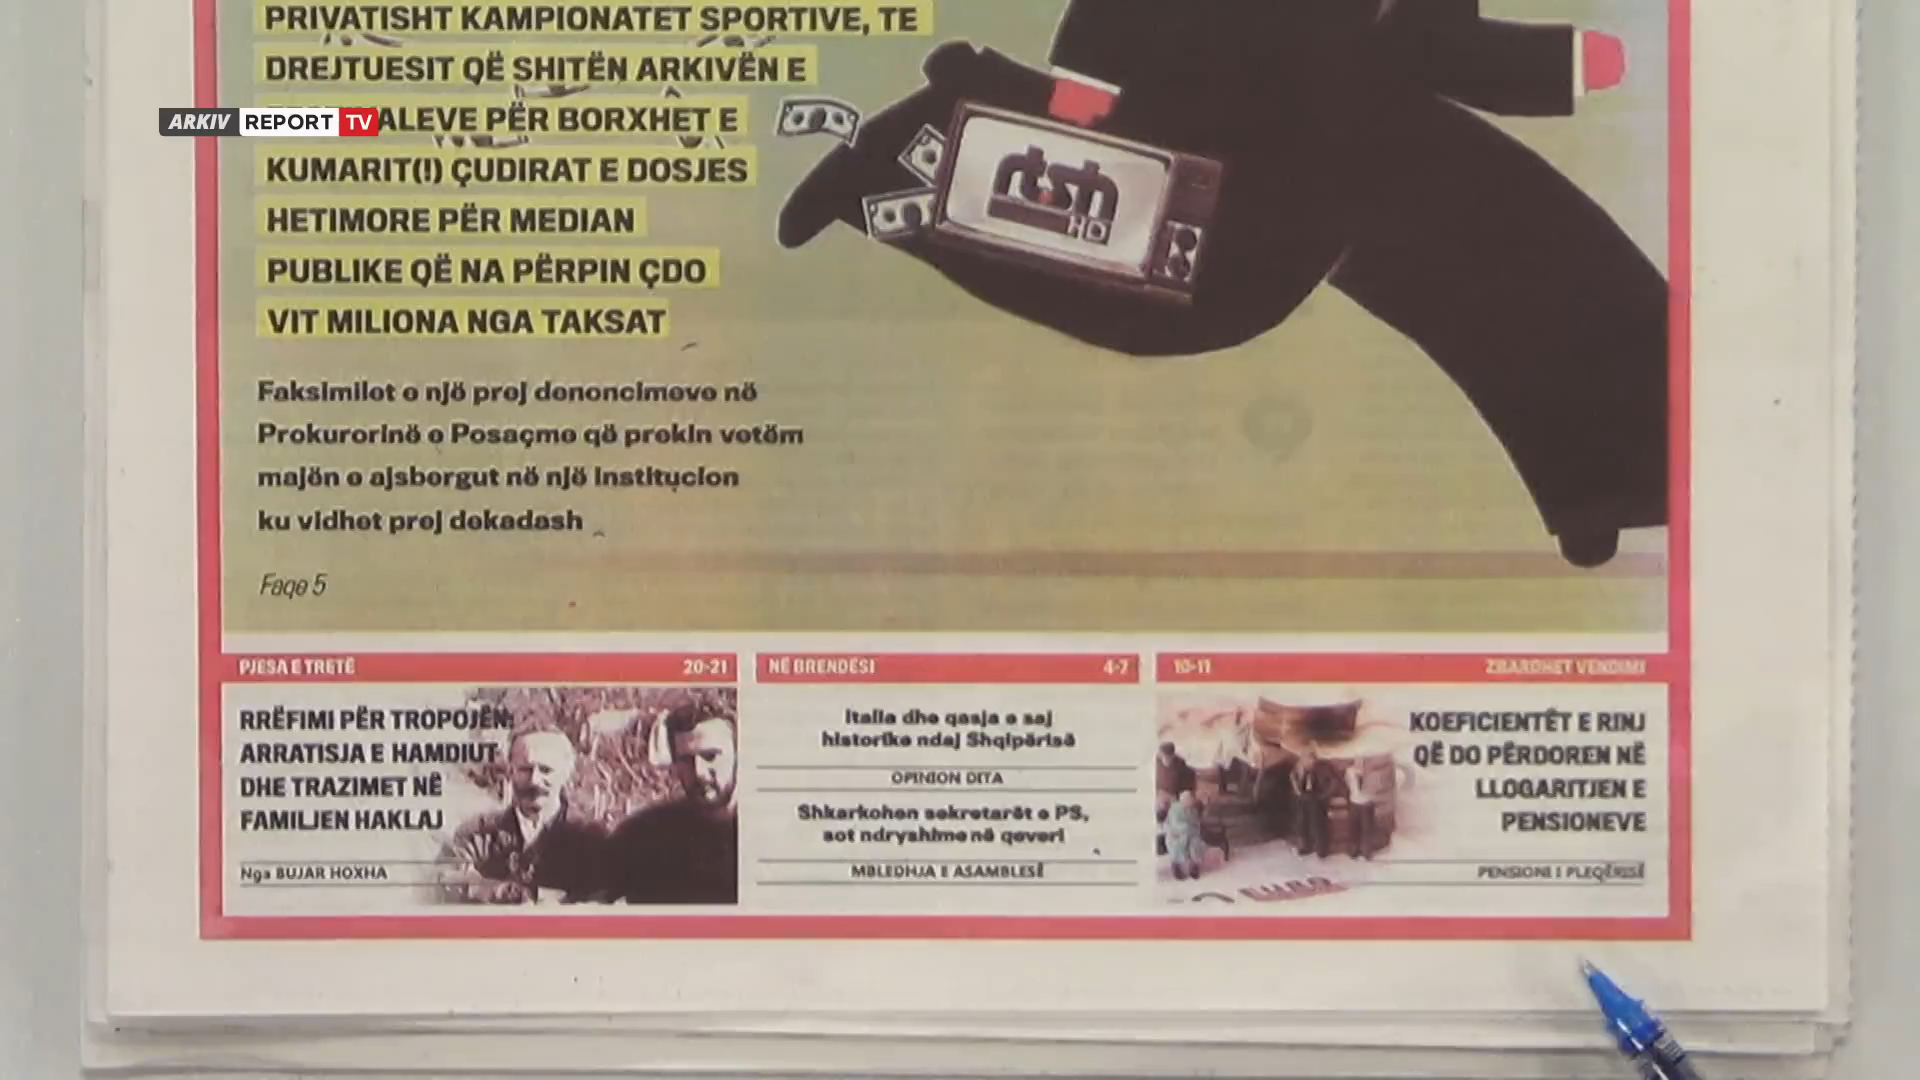 PRIVATISHT KAMPIONATET SPORTIVE, TE
DREJTUESIT QË SHITËN ARKIVËN E
ALEVE PËR BORXHET E
ARKIV REPORT TV
KUMARIT(!) ÇUDIRAT E DOSJES
HETIMORE PËR MEDIAN
PUBLIKE QË NA PËRPIN ÇDO
VIT MILIONA NGA TAKSAT
rtsh
HD
Faksimilet e një prej denoncimeve në
Prokurorinë e Posaçme që prekin vetëm
majën e ajsbergut në një institucion
ku vidhet prej dekadash
Faqe 5
PJESA E TRETË 20-21
RRËFIMI PËR TROPOJËN:
ARRATISJA E HAMDIUT
DHE TRAZIMET NË
FAMILJEN HAKLAJ
Nga BUJAR HOXHA
NË BRENDËSI 4-7
Italia dhe qasja e saj
historike ndaj Shqipërisë
OPINION DITA
Shkarkohen sekretarët e PS,
sot ndryshime në qeveri
MBLEDHJA E ASAMBLESË
10-11 ZBARDHET VENDIMI
KOEFICIENTËT E RINJ
QË DO PËRDOREN NË
LLOGARITJEN E
PENSIONEVE
PENSIONI I PLEQËRISË
EURO